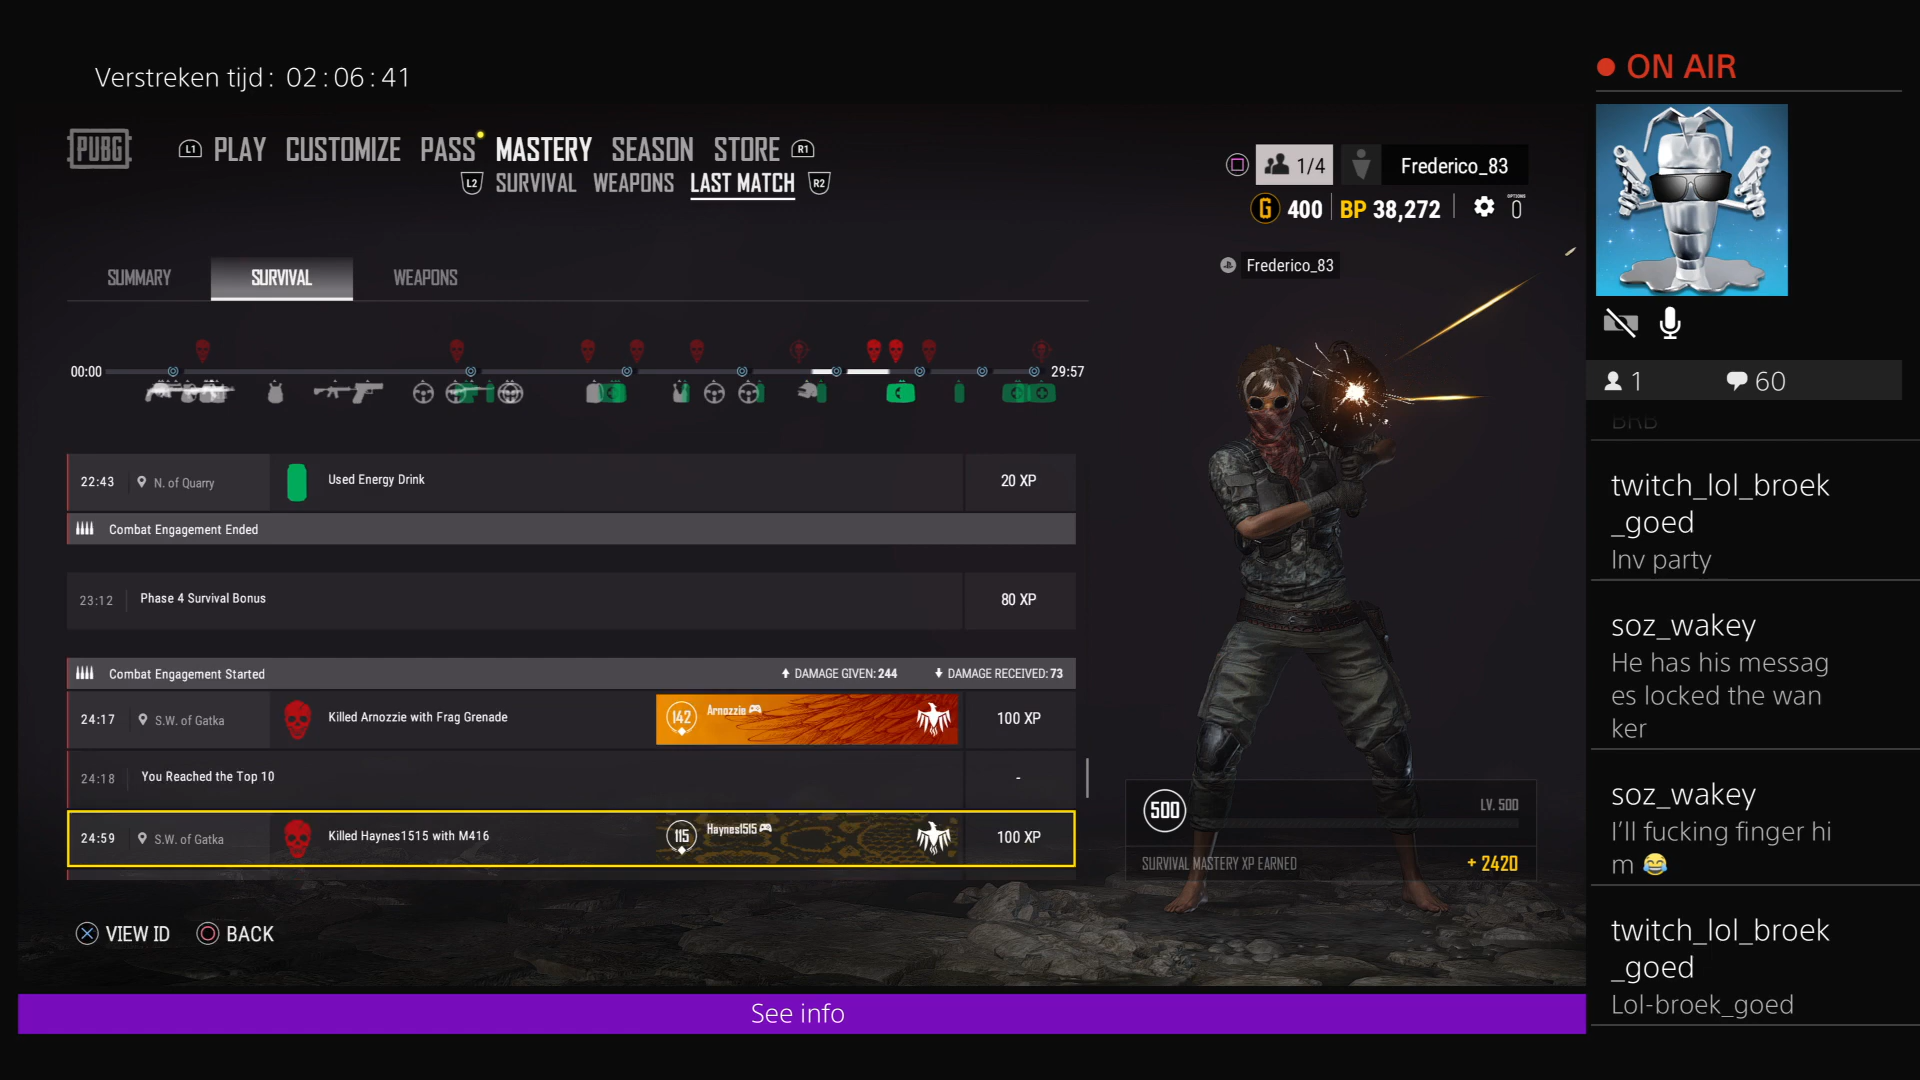 Verstreken tijd: 02:06:41
ON AIR
PUBG
L1 PLAY CUSTOMIZE PASS MASTERY SEASON STORE R1
L2 SURVIVAL WEAPONS LAST MATCH R2
1/4 Frederico_83
G 400 BP 38,272 OPTIONS
Frederico_83
SUMMARY SURVIVAL WEAPONS
00:00 29:57
22:43 N. of Quarry Used Energy Drink 20 XP
Combat Engagement Ended
23:12 Phase 4 Survival Bonus 80 XP
Combat Engagement Started DAMAGE GIVEN: 244 DAMAGE RECEIVED: 73
24:17 S.W. of Gatka Killed Arnozzie with Frag Grenade 142 Arnozzie 100 XP
24:18 You Reached the Top 10 -
24:59 S.W. of Gatka Killed Haynes1515 with M416 115 Haynes1515 100 XP
500 LV. 500
SURVIVAL MASTERY XP EARNED + 2420
VIEW ID BACK
See info
1 60
BRB
twitch_lol_broek
_goed
Inv party
soz_wakey
He has his messag
es locked the wan
ker
soz_wakey
I'll fucking finger hi
m 😂
twitch_lol_broek
_goed
Lol-broek_goed